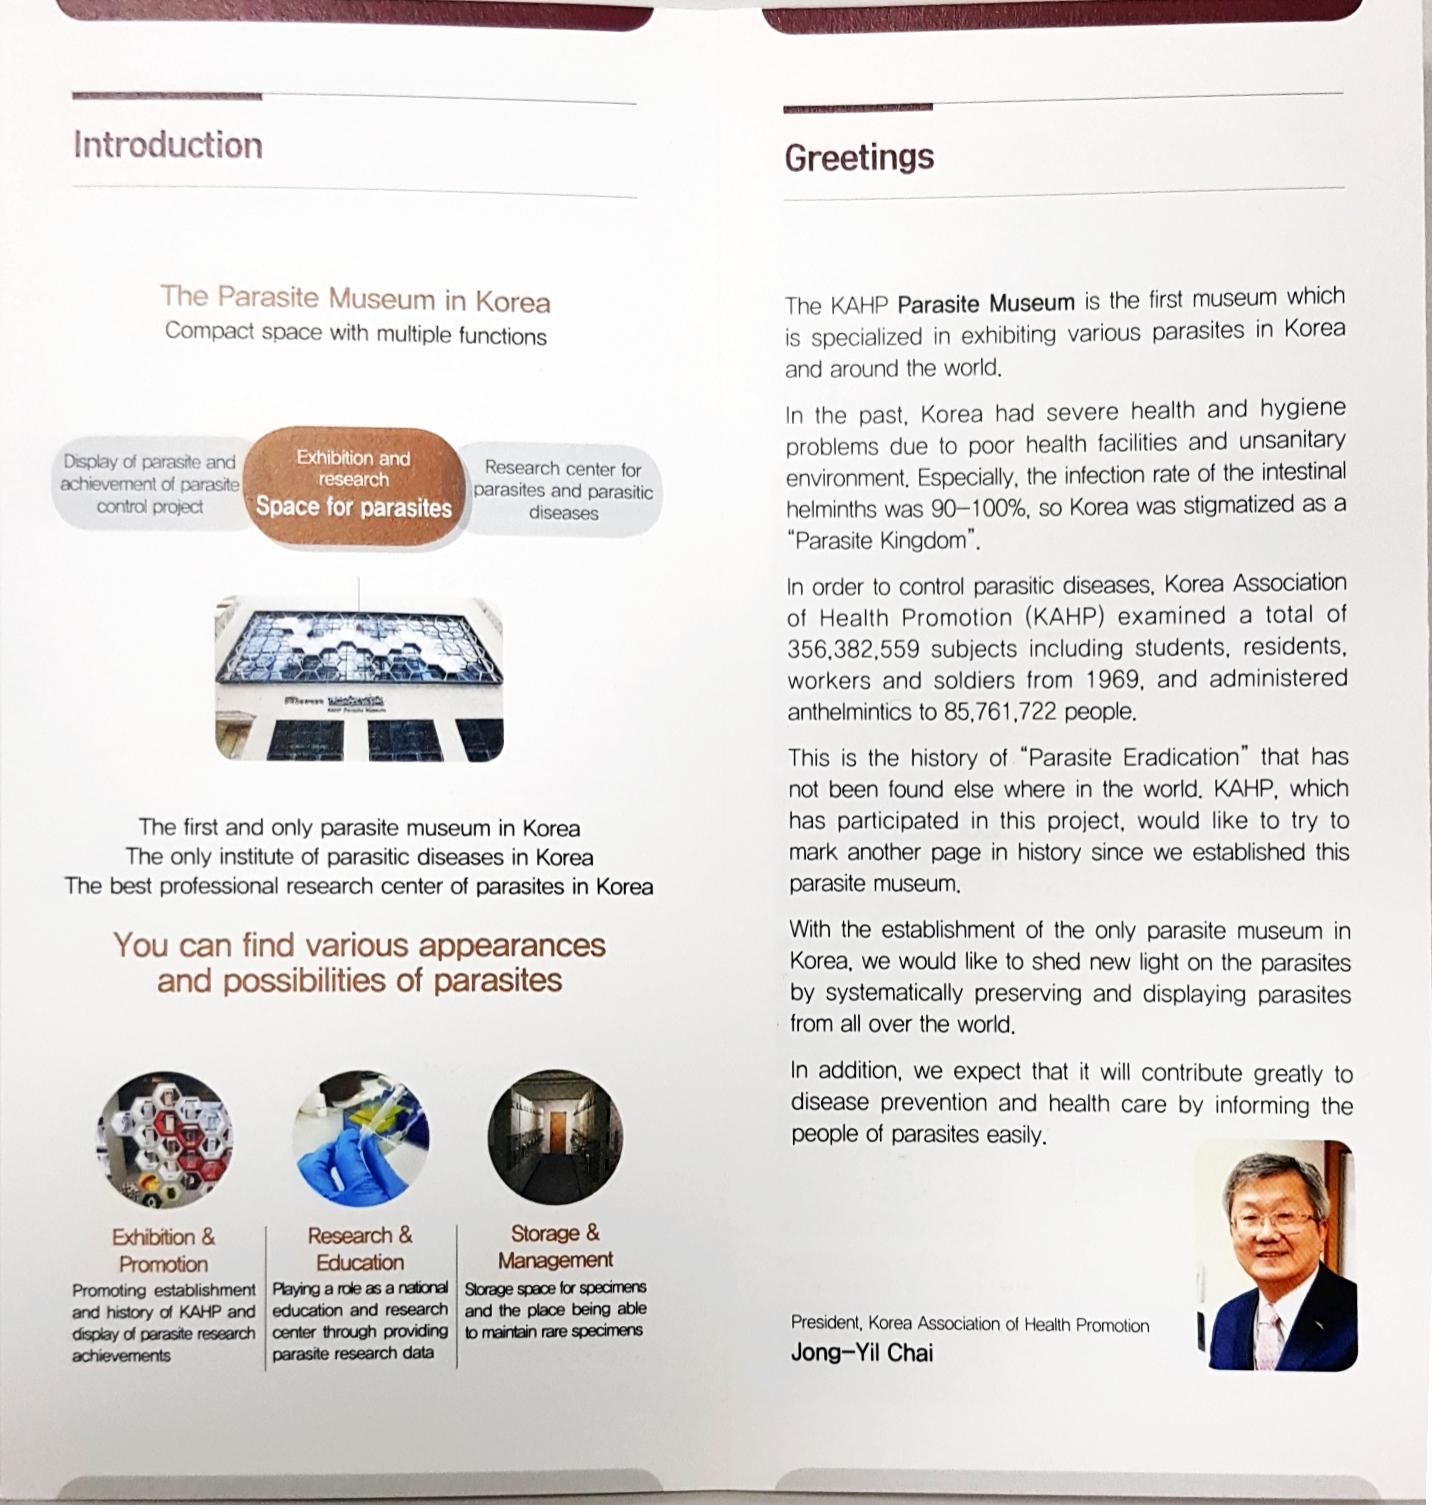 Introduction
The Parasite Museum in Korea
Compact space with multiple functions
Display of parasite and
achievement of parasite
control project
Exhibition and
research
Space for parasites
Research center for
parasites and parasitic
diseases
KAHP Parasite Museum
The first and only parasite museum in Korea
The only institute of parasitic diseases in Korea
The best professional research center of parasites in Korea
You can find various appearances
and possibilities of parasites
Exhibition &
Promotion
Promoting establishment
and history of KAHP and
display of parasite research
achievements
Research &
Education
Playing a role as a national
education and research
center through providing
parasite research data
Storage &
Management
Storage space for specimens
and the place being able
to maintain rare specimens
Greetings
The KAHP Parasite Museum is the first museum which
is specialized in exhibiting various parasites in Korea
and around the world.
In the past, Korea had severe health and hygiene
problems due to poor health facilities and unsanitary
environment. Especially, the infection rate of the intestinal
helminths was 90-100%, so Korea was stigmatized as a
“Parasite Kingdom”.
In order to control parasitic diseases, Korea Association
of Health Promotion (KAHP) examined a total of
356,382,559 subjects including students, residents,
workers and soldiers from 1969, and administered
anthelmintics to 85,761,722 people.
This is the history of “Parasite Eradication” that has
not been found else where in the world. KAHP, which
has participated in this project, would like to try to
mark another page in history since we established this
parasite museum.
With the establishment of the only parasite museum in
Korea, we would like to shed new light on the parasites
by systematically preserving and displaying parasites
from all over the world.
In addition, we expect that it will contribute greatly to
disease prevention and health care by informing the
people of parasites easily.
President, Korea Association of Health Promotion
Jong-Yil Chai